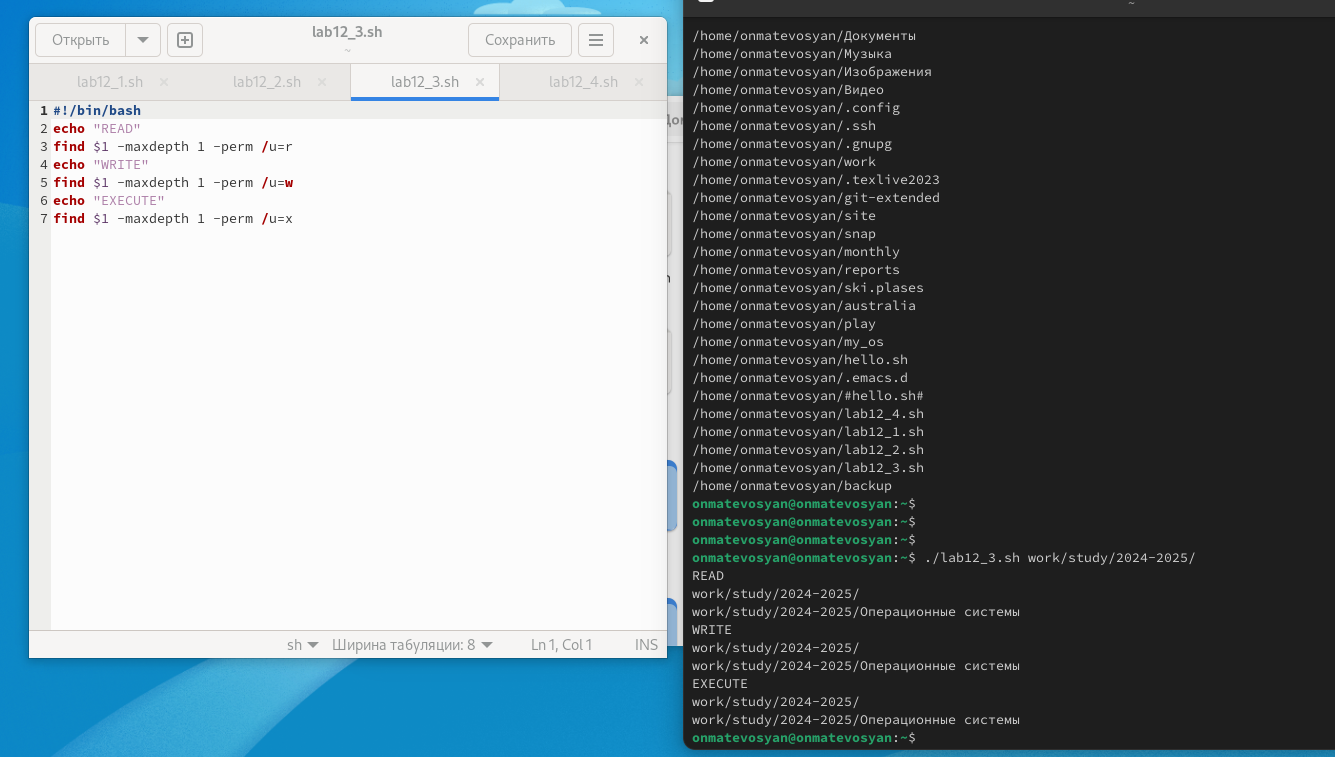 lab12_3.sh
~
Открыть
Сохранить
lab12_1.sh
lab12_2.sh
lab12_3.sh
lab12_4.sh
1 #!/bin/bash
2 echo "READ"
3 find $1 -maxdepth 1 -perm /u=r
4 echo "WRITE"
5 find $1 -maxdepth 1 -perm /u=w
6 echo "EXECUTE"
7 find $1 -maxdepth 1 -perm /u=x
sh
Ширина табуляции: 8
Ln 1, Col 1
INS
~
/home/onmatevosyan/Документы
/home/onmatevosyan/Музыка
/home/onmatevosyan/Изображения
/home/onmatevosyan/Видео
/home/onmatevosyan/.config
/home/onmatevosyan/.ssh
/home/onmatevosyan/.gnupg
/home/onmatevosyan/work
/home/onmatevosyan/.texlive2023
/home/onmatevosyan/git-extended
/home/onmatevosyan/site
/home/onmatevosyan/snap
/home/onmatevosyan/monthly
/home/onmatevosyan/reports
/home/onmatevosyan/ski.plases
/home/onmatevosyan/australia
/home/onmatevosyan/play
/home/onmatevosyan/my_os
/home/onmatevosyan/hello.sh
/home/onmatevosyan/.emacs.d
/home/onmatevosyan/#hello.sh#
/home/onmatevosyan/lab12_4.sh
/home/onmatevosyan/lab12_1.sh
/home/onmatevosyan/lab12_2.sh
/home/onmatevosyan/lab12_3.sh
/home/onmatevosyan/backup
onmatevosyan@onmatevosyan:~$
onmatevosyan@onmatevosyan:~$
onmatevosyan@onmatevosyan:~$
onmatevosyan@onmatevosyan:~$ ./lab12_3.sh work/study/2024-2025/
READ
work/study/2024-2025/
work/study/2024-2025/Операционные системы
WRITE
work/study/2024-2025/
work/study/2024-2025/Операционные системы
EXECUTE
work/study/2024-2025/
work/study/2024-2025/Операционные системы
onmatevosyan@onmatevosyan:~$